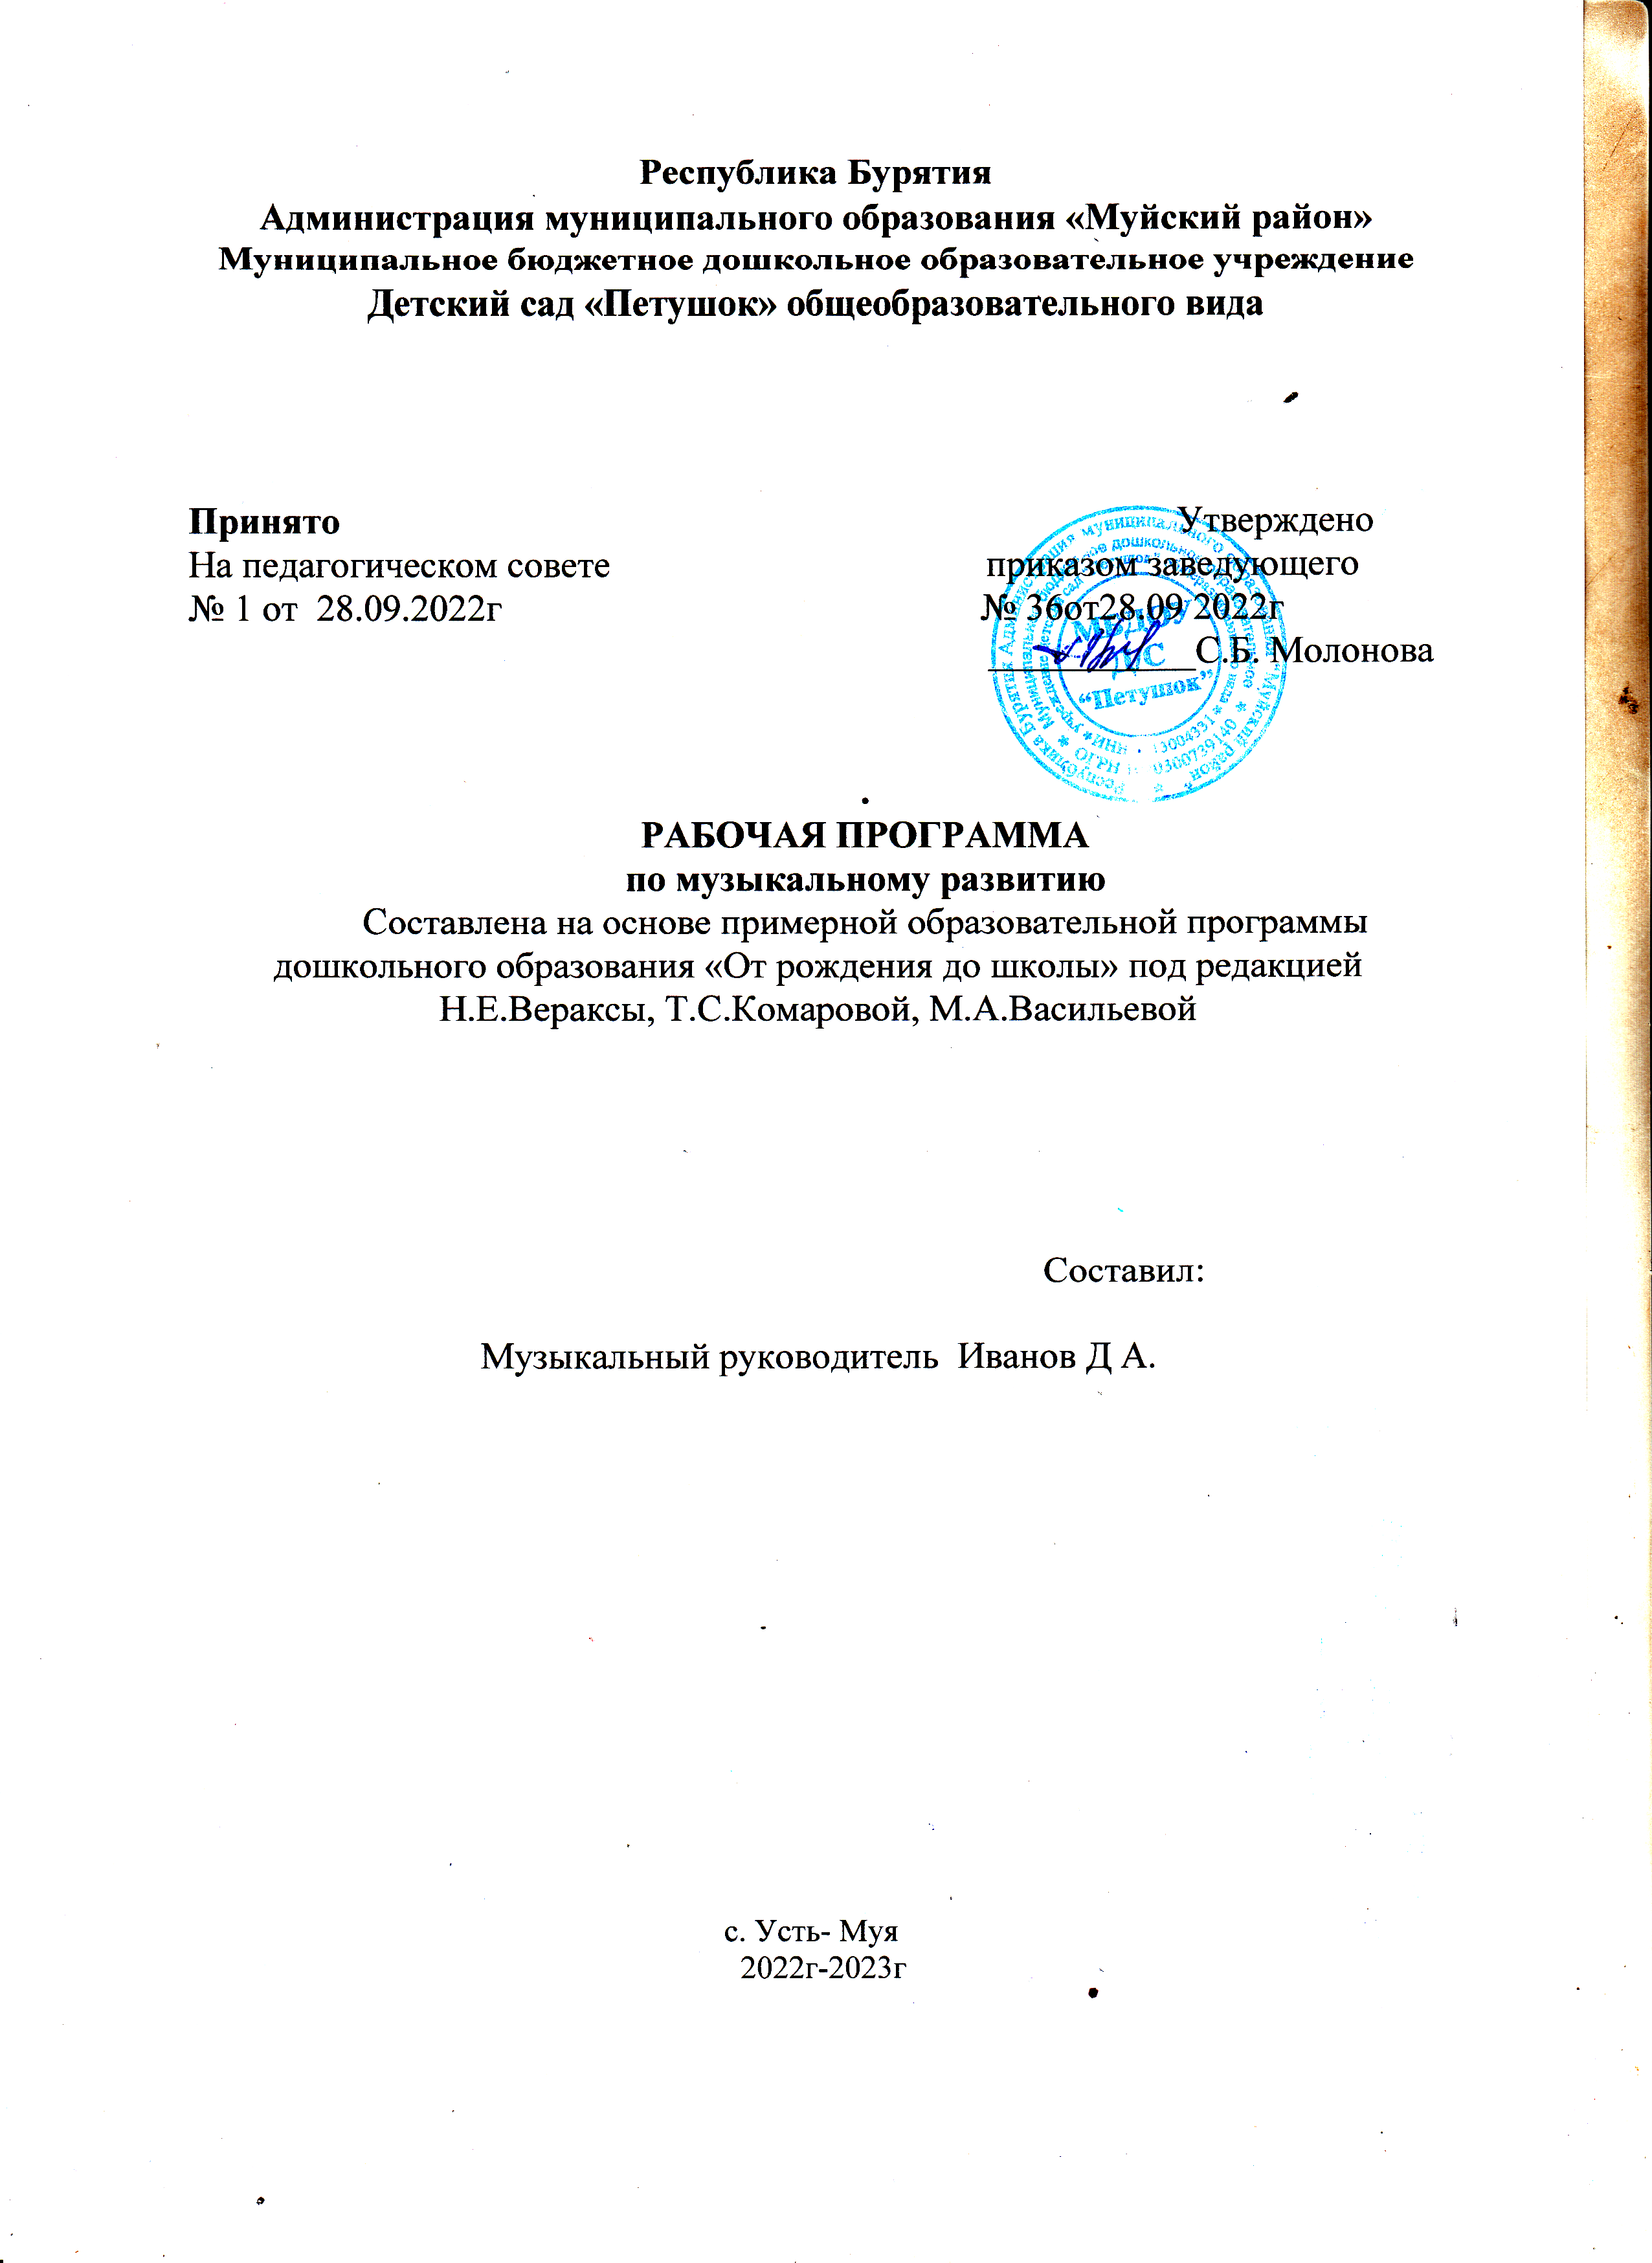 Республика Бурятия
Администрация муниципального образования «Муйский район»
Муниципальное бюджетное дошкольное образовательное учреждение
Детский сад «Петушок» общеобразовательного вида
Принято Утверждено
На педагогическом совете приказом заведующего
№ 1 от 28.09.2022г № 36от28.09 2022г
С.Б. Молонова
МБДОУ
ДС
“Петушок”
РАБОЧАЯ ПРОГРАММА
по музыкальному развитию
Составлена на основе примерной образовательной программы
дошкольного образования «От рождения до школы» под редакцией
Н.Е.Вераксы, Т.С.Комаровой, М.А.Васильевой
Составил:
Музыкальный руководитель Иванов Д А.
с. Усть- Муя
2022г-2023г